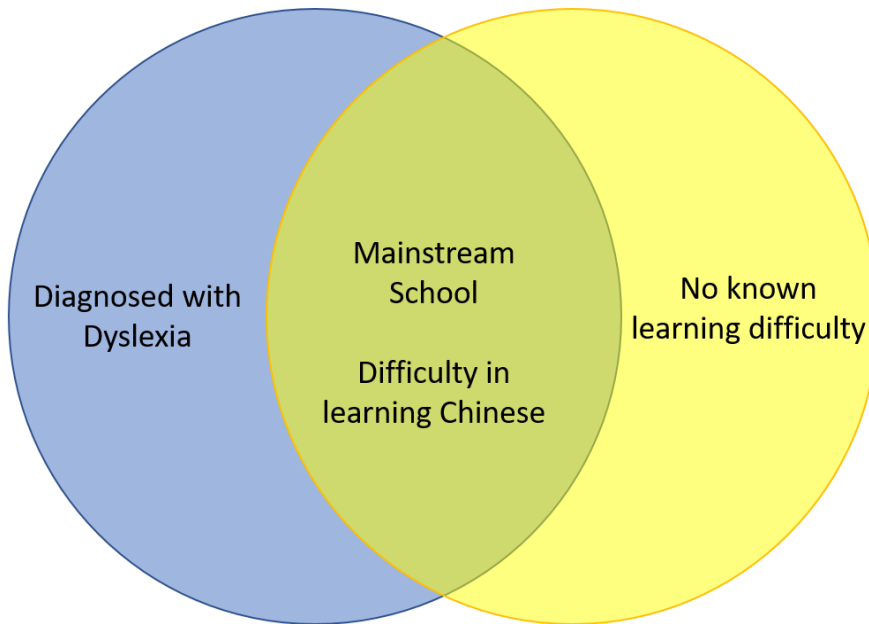 Diagnosed with
Dyslexia
Mainstream
School
Difficulty in
learning Chinese
No known
learning difficulty